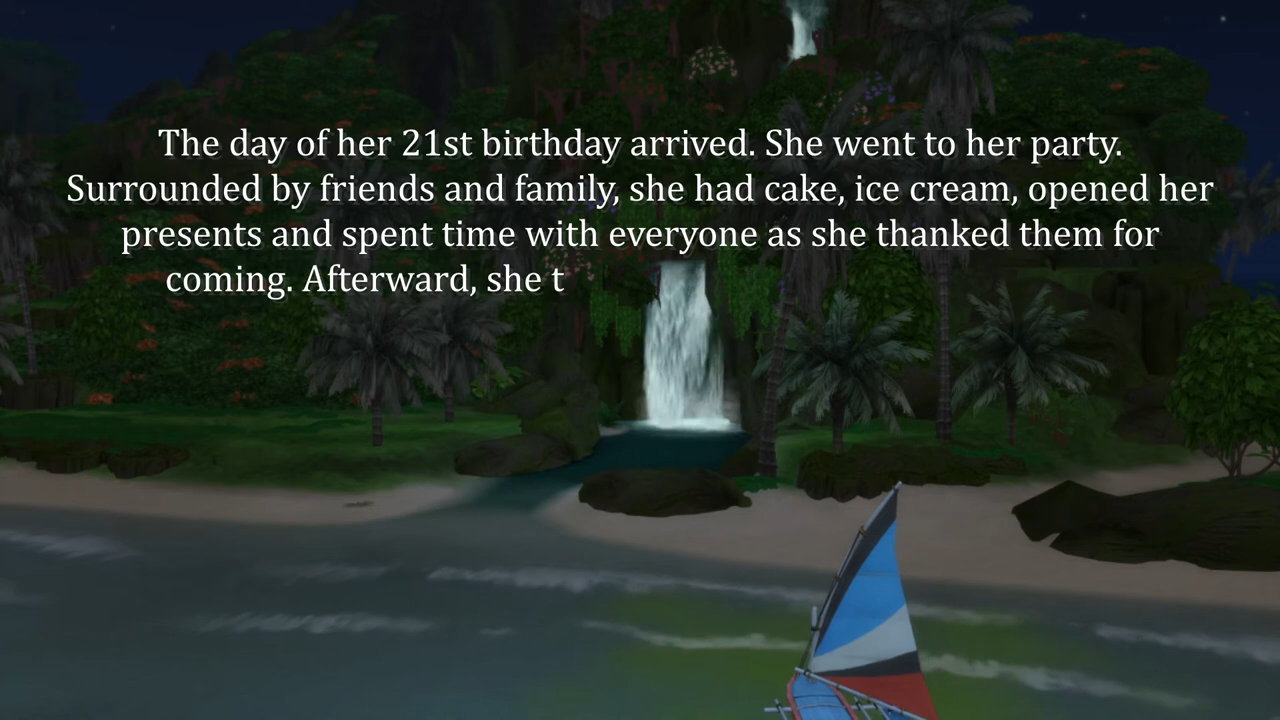 The day of her 21st birthday arrived. She went to her party.
Surrounded by friends and family, she had cake, ice cream, opened her
presents and spent time with everyone as she thanked them for
coming. Afterward, she t